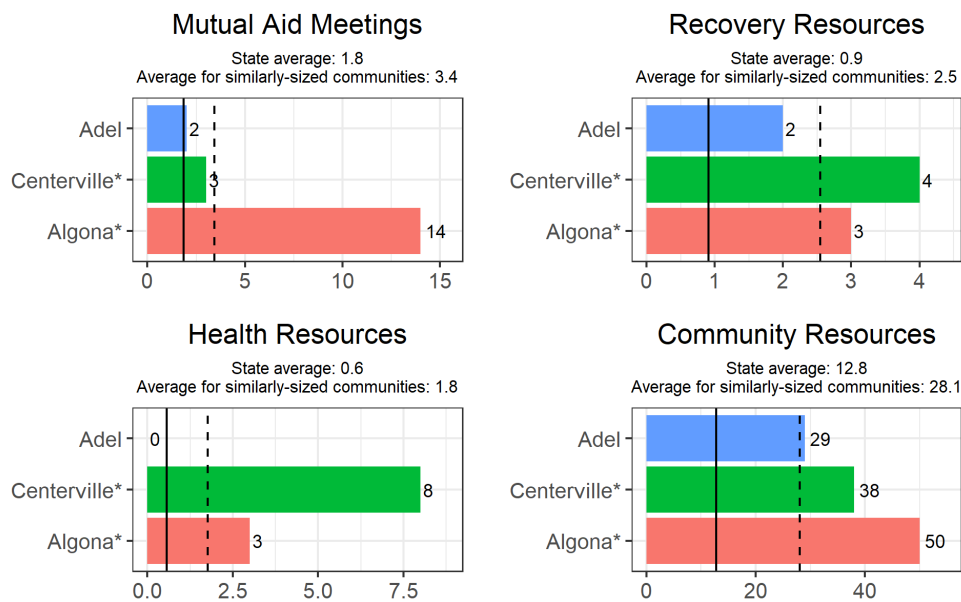 Mutual Aid Meetings
State average: 1.8
Average for similarly-sized communities: 3.4
Adel
2
Centerville*
3
Algona*
14
0 5 10 15
Recovery Resources
State average: 0.9
Average for similarly-sized communities: 2.5
Adel
2
Centerville*
4
Algona*
3
0 1 2 3 4
Health Resources
State average: 0.6
Average for similarly-sized communities: 1.8
Adel
0
Centerville*
8
Algona*
3
0.0 2.5 5.0 7.5
Community Resources
State average: 12.8
Average for similarly-sized communities: 28.1
Adel
29
Centerville*
38
Algona*
50
0 20 40